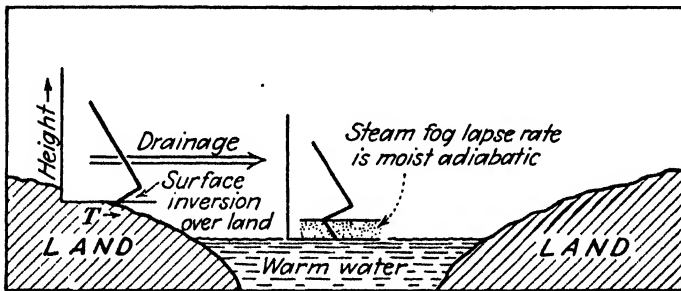 Height
Drainage
Surface
inversion
over land
T
Steam fog lapse rate
is moist adiabatic
LAND
LAND
Warm water